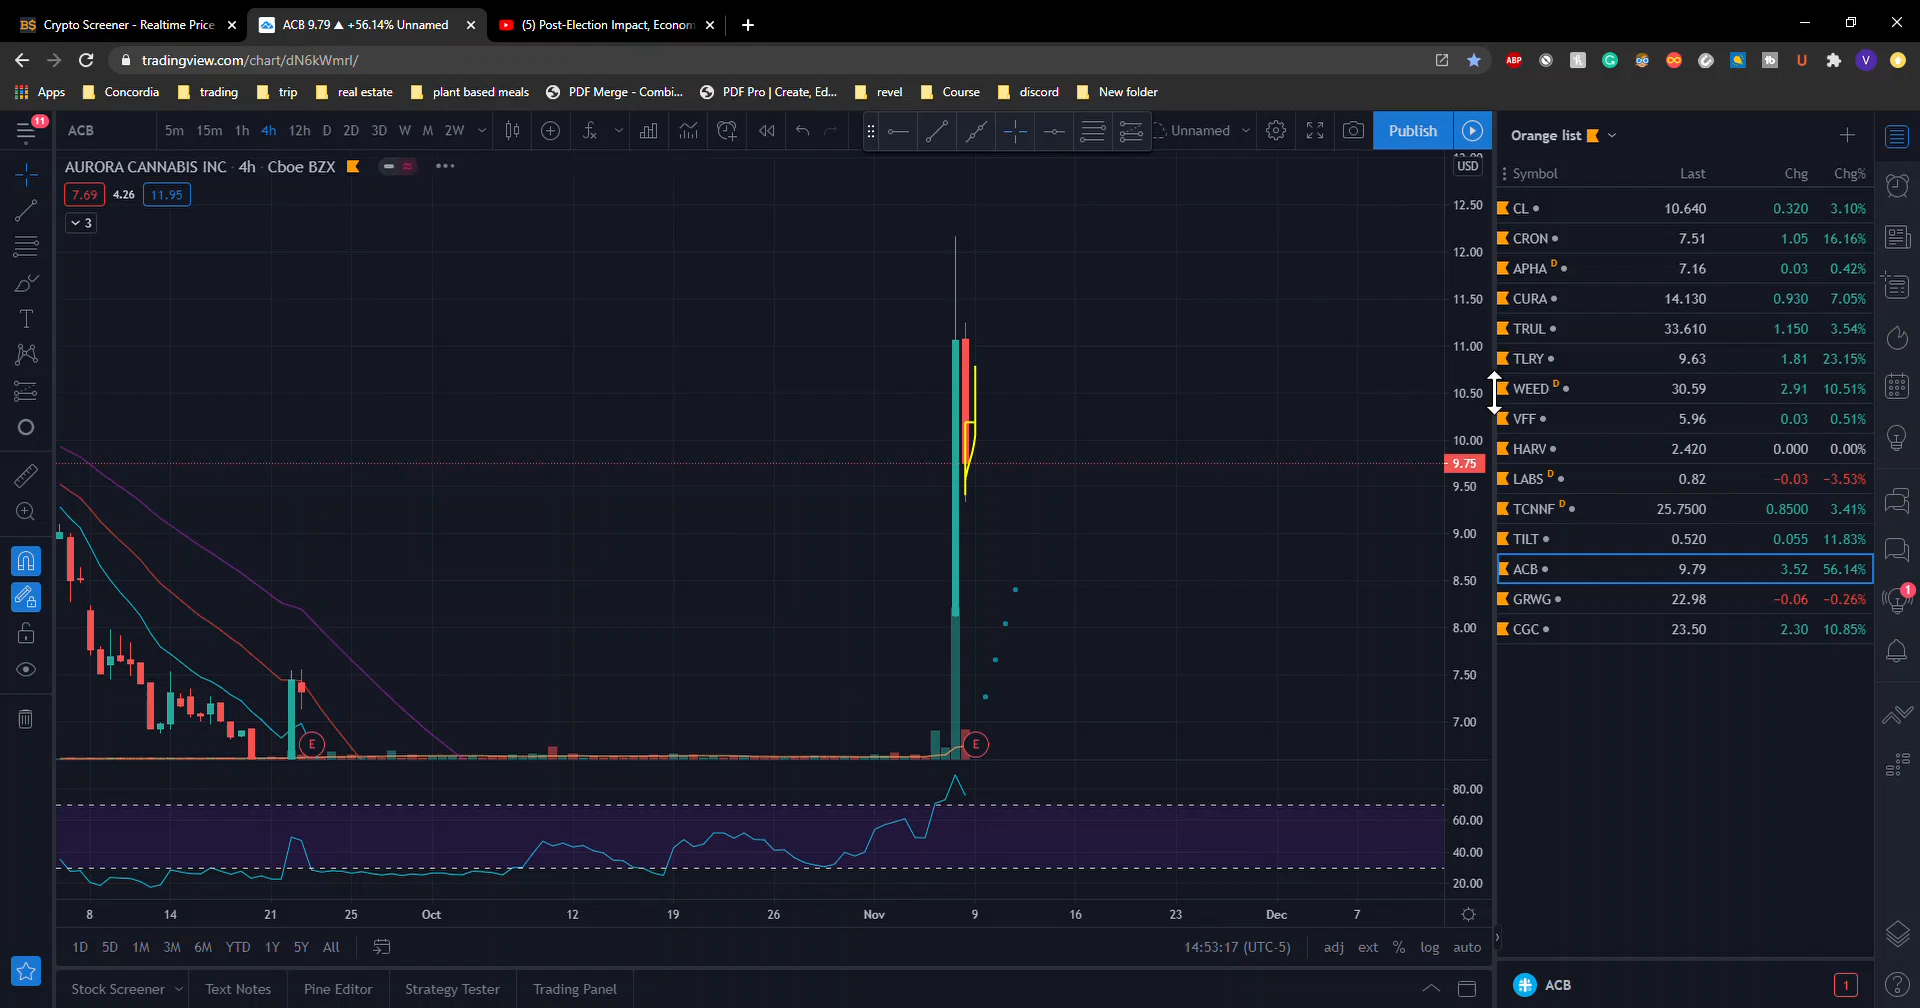 Crypto Screener - Realtime Price
ACB 9.79 ▲ +56.14% Unnamed
(5) Post-Election Impact, Econom
tradingview.com/chart/dN6kWmrI/
ABP
V
Apps
Concordia
trading
trip
real estate
plant based meals
PDF Merge - Combi...
PDF Pro | Create, Ed...
revel
Course
discord
New folder
11
ACB
5m 15m 1h 4h 12h D 2D 3D W M 2W
Unnamed
Publish
Orange list
AURORA CANNABIS INC · 4h · Cboe BZX
7.69 4.26 11.95
3
USD
Symbol Last Chg Chg%
CL 10.640 0.320 3.10%
CRON 7.51 1.05 16.16%
APHA D 7.16 0.03 0.42%
CURA 14.130 0.930 7.05%
TRUL 33.610 1.150 3.54%
TLRY 9.63 1.81 23.15%
WEED D 30.59 2.91 10.51%
VFF 5.96 0.03 0.51%
HARV 2.420 0.000 0.00%
LABS D 0.82 −0.03 −3.53%
TCNNF D 25.7500 0.8500 3.41%
TILT 0.520 0.055 11.83%
ACB 9.79 3.52 56.14%
GRWG 22.98 −0.06 −0.26%
CGC 23.50 2.30 10.85%
12.50
12.00
11.50
11.00
10.50
10.00
9.75
9.50
9.00
8.50
8.00
7.50
7.00
E
E
80.00
60.00
40.00
20.00
8 14 21 25 Oct 12 19 26 Nov 9 16 23 Dec 7
1D 5D 1M 3M 6M YTD 1Y 5Y All
14:53:17 (UTC-5)
adj ext % log auto
Stock Screener
Text Notes
Pine Editor
Strategy Tester
Trading Panel
ACB
1
1